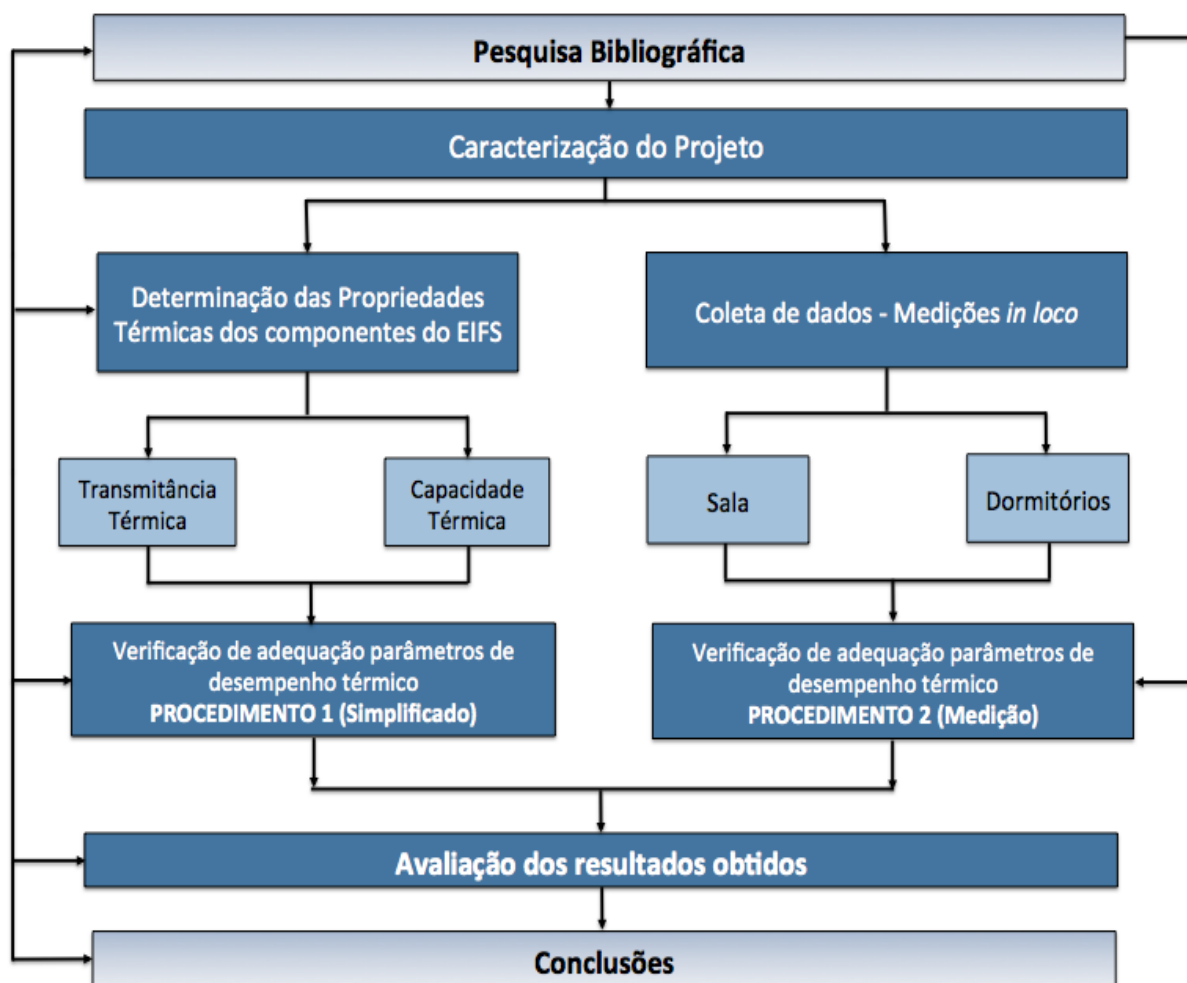 Pesquisa Bibliográfica
Caracterização do Projeto
Determinação das Propriedades
Térmicas dos componentes do EIFS
Coleta de dados - Medições in loco
Transmitância
Térmica
Capacidade
Térmica
Sala
Dormitórios
Verificação de adequação parâmetros de
desempenho térmico
PROCEDIMENTO 1 (Simplificado)
Verificação de adequação parâmetros de
desempenho térmico
PROCEDIMENTO 2 (Medição)
Avaliação dos resultados obtidos
Conclusões